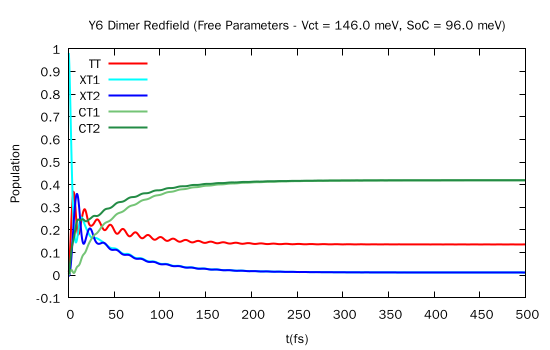 Y6 Dimer Redfield (Free Parameters - Vct = 146.0 meV, SoC = 96.0 meV)
1
0.9
0.8
0.7
0.6
0.5
0.4
0.3
0.2
0.1
0
-0.1
Population
TT
XT1
XT2
CT1
CT2
0 50 100 150 200 250 300 350 400 450 500
t(fs)